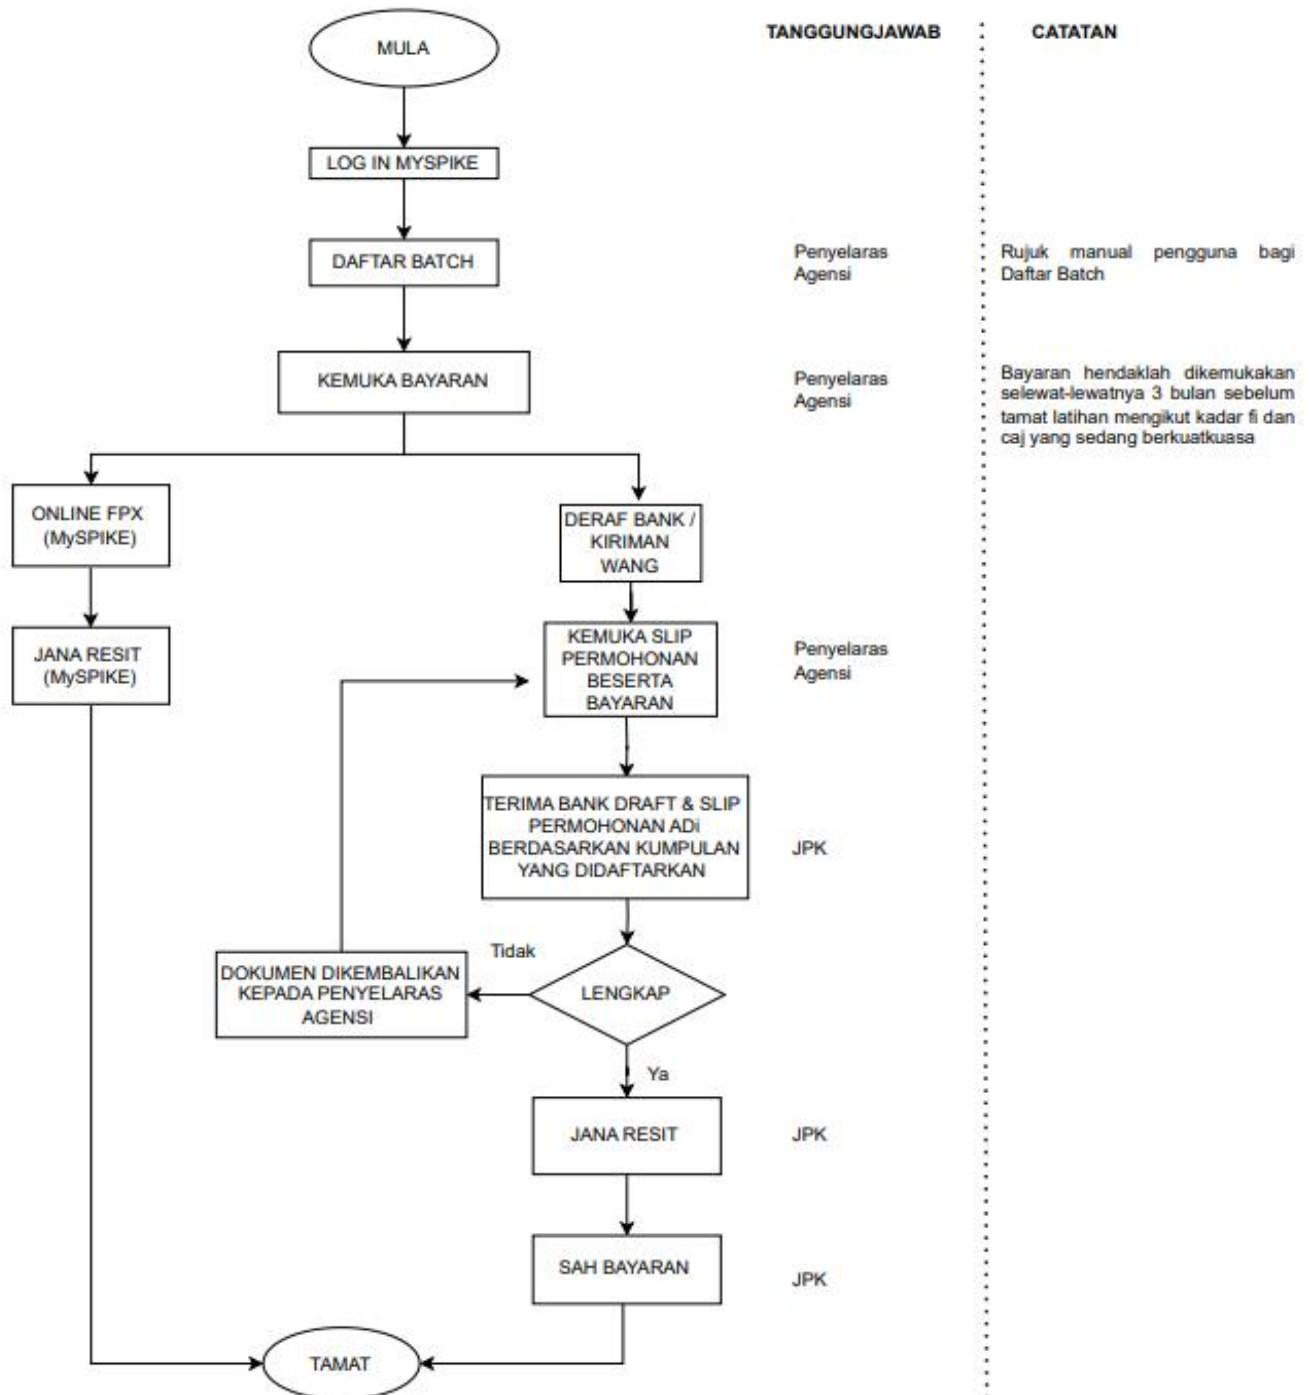 TANGGUNGJAWAB
CATATAN
MULA
LOG IN MYSPIKE
DAFTAR BATCH
Penyelaras
Agensi
Rujuk manual pengguna bagi
Daftar Batch
KEMUKA BAYARAN
Penyelaras
Agensi
Bayaran hendaklah dikemukakan
selewat-lewatnya 3 bulan sebelum
tamat latihan mengikut kadar fi dan
caj yang sedang berkuatkuasa
ONLINE FPX
(MySPIKE)
DERAF BANK /
KIRIMAN
WANG
JANA RESIT
(MySPIKE)
KEMUKA SLIP
PERMOHONAN
BESERTA
BAYARAN
Penyelaras
Agensi
TERIMA BANK DRAFT & SLIP
PERMOHONAN ADi
BERDASARKAN KUMPULAN
YANG DIDAFTARKAN
JPK
Tidak
DOKUMEN DIKEMBALIKAN
KEPADA PENYELARAS
AGENSI
LENGKAP
Ya
JANA RESIT
JPK
SAH BAYARAN
JPK
TAMAT